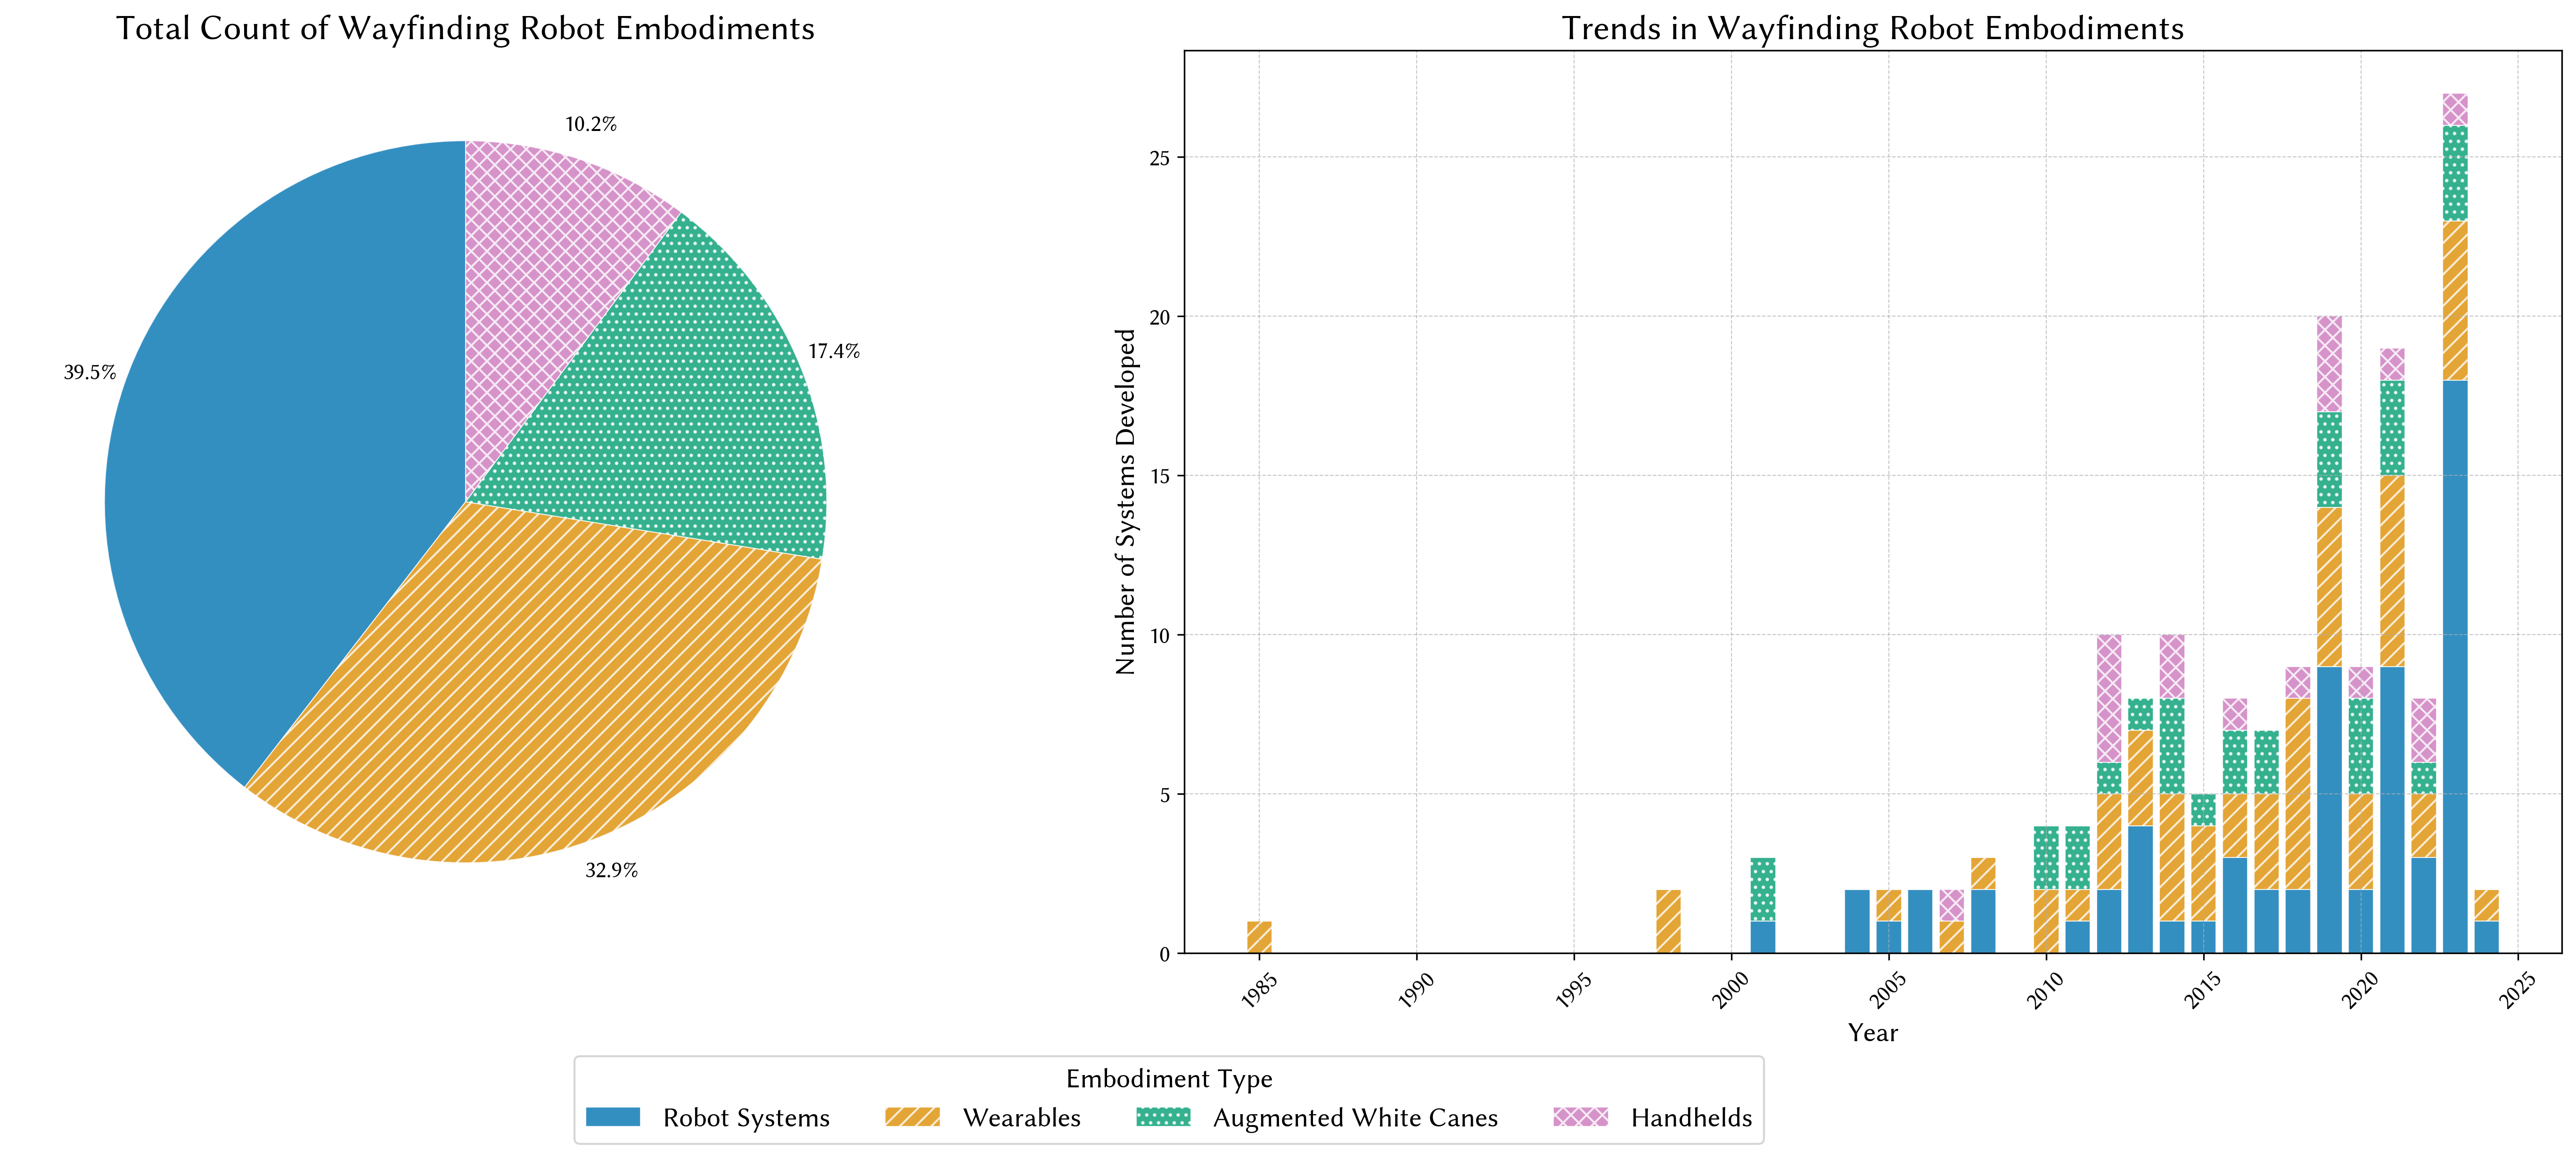 Total Count of Wayfinding Robot Embodiments
10.2%
17.4%
39.5%
32.9%
Trends in Wayfinding Robot Embodiments
Number of Systems Developed
25
20
15
10
5
0
1985
1990
1995
2000
2005
2010
2015
2020
2025
Year
Embodiment Type
Robot Systems
Wearables
Augmented White Canes
Handhelds